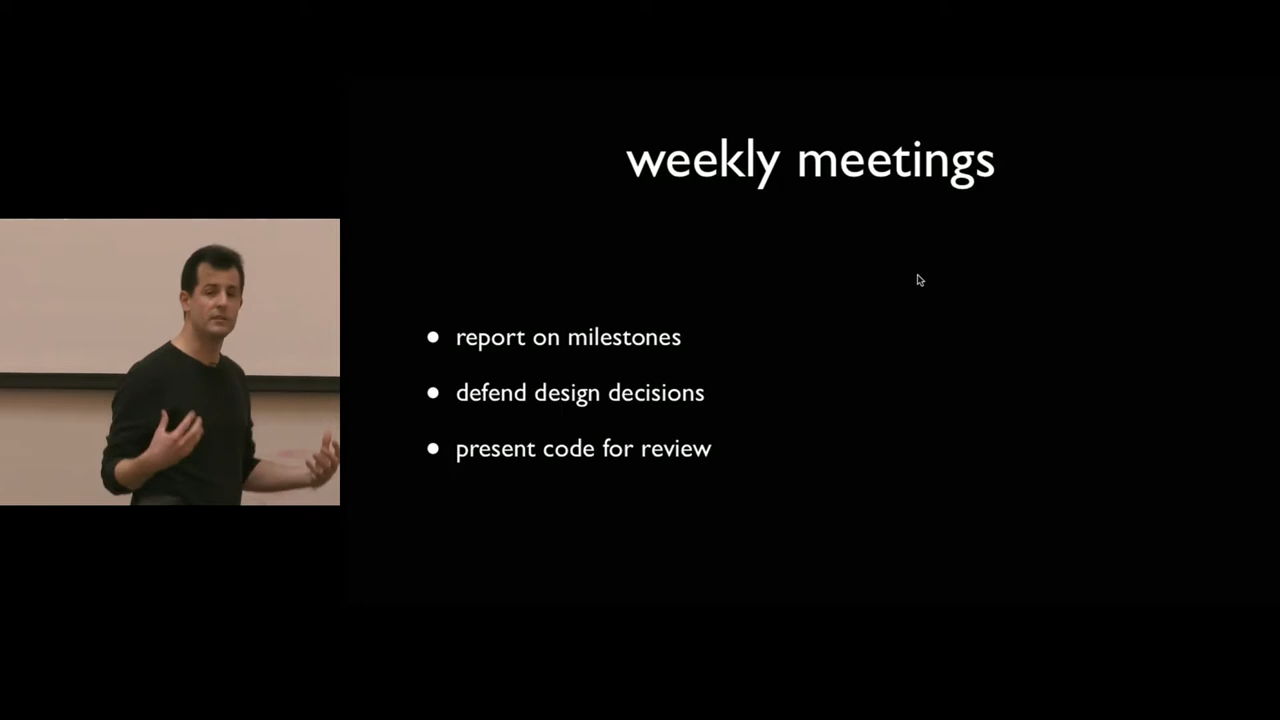 weekly meetings
report on milestones
defend design decisions
present code for review